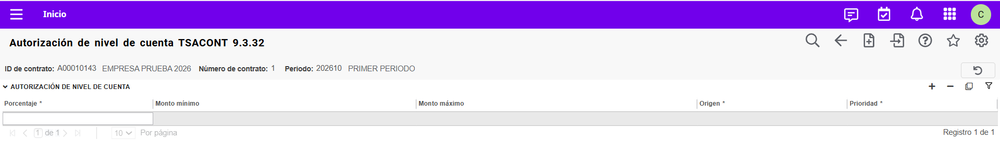 Inicio
C
Autorización de nivel de cuenta TSACONT 9.3.32
ID de contrato: A00010143 EMPRESA PRUEBA 2026 Número de contrato: 1 Periodo: 202610 PRIMER PERIODO
AUTORIZACIÓN DE NIVEL DE CUENTA
Porcentaje * Monto mínimo Monto máximo Origen * Prioridad *
1 de 1 10 Por página Registro 1 de 1